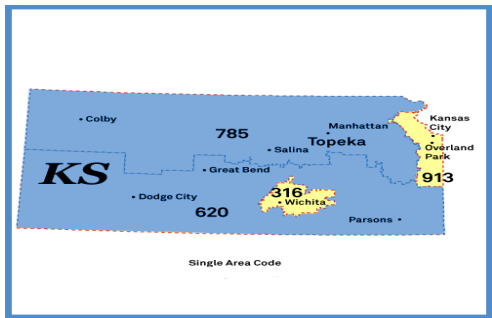 Colby
785
Manhattan
Kansas
City
Topeka
Salina
Overland
Park
KS
Great Bend
913
Dodge City
316
Wichita
620
Parsons
Single Area Code